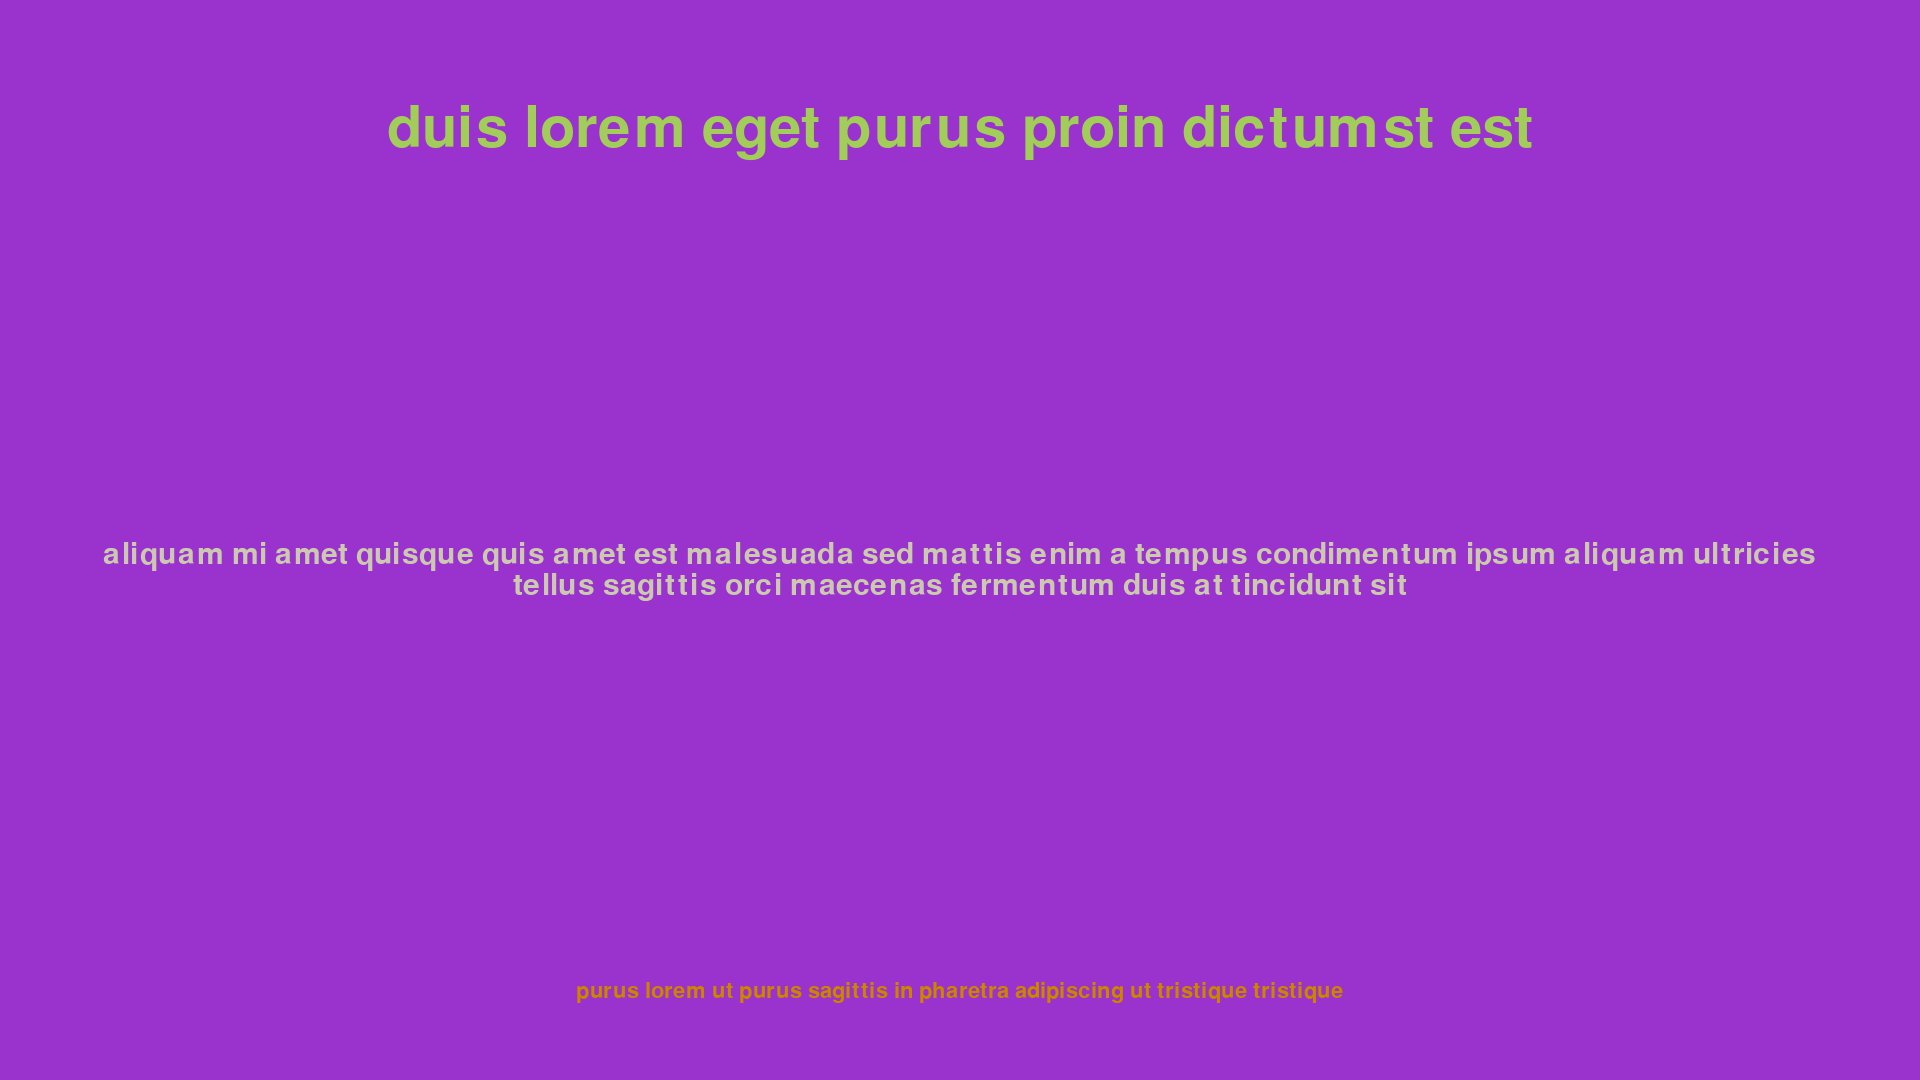 duis lorem eget purus proin dictumst est
aliquam mi amet quisque quis amet est malesuada sed mattis enim a tempus condimentum ipsum aliquam ultricies
tellus sagittis orci maecenas fermentum duis at tincidunt sit
purus lorem ut purus sagittis in pharetra adipiscing ut tristique tristique